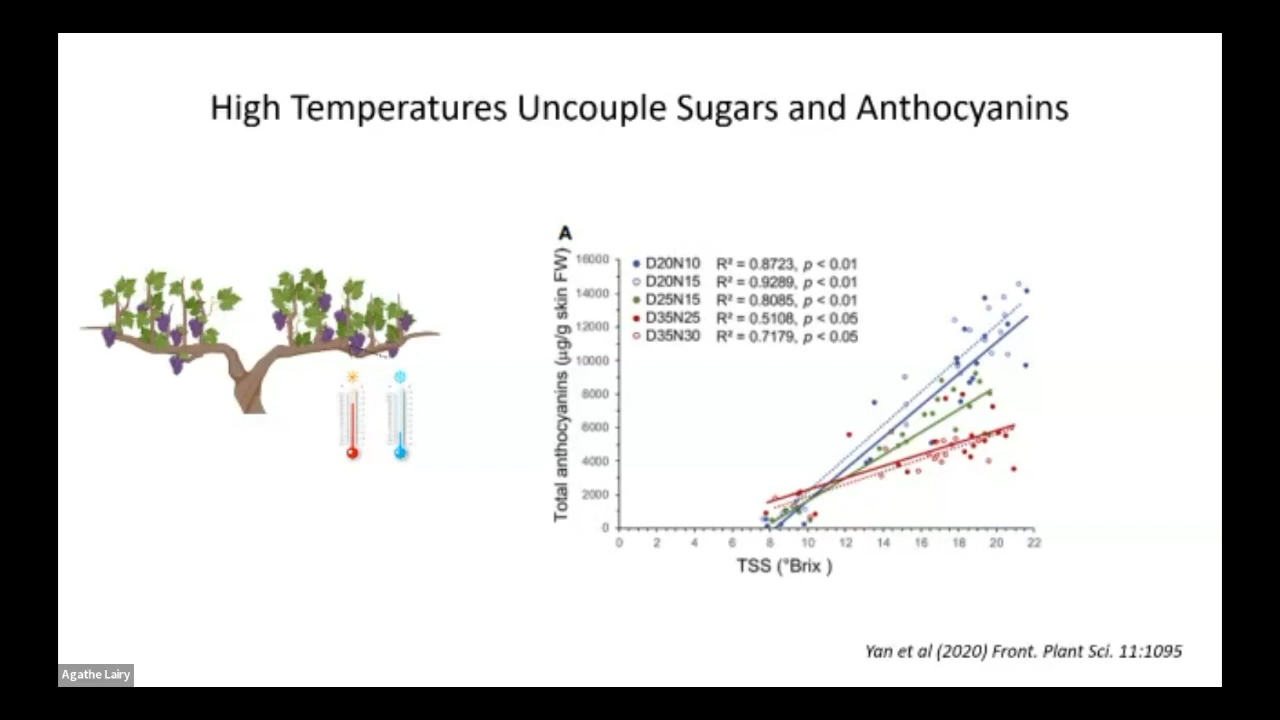 High Temperatures Uncouple Sugars and Anthocyanins
A
Total anthocyanins (µg/g skin FW)
16000
14000
12000
10000
8000
6000
4000
2000
0
D20N10 R² = 0.8723, p < 0.01
D20N15 R² = 0.9289, p < 0.01
D25N15 R² = 0.8085, p < 0.01
D35N25 R² = 0.5108, p < 0.05
D35N30 R² = 0.7179, p < 0.05
0 2 4 6 8 10 12 14 16 18 20 22
TSS (°Brix )
Yan et al (2020) Front. Plant Sci. 11:1095
Agathe Lairy